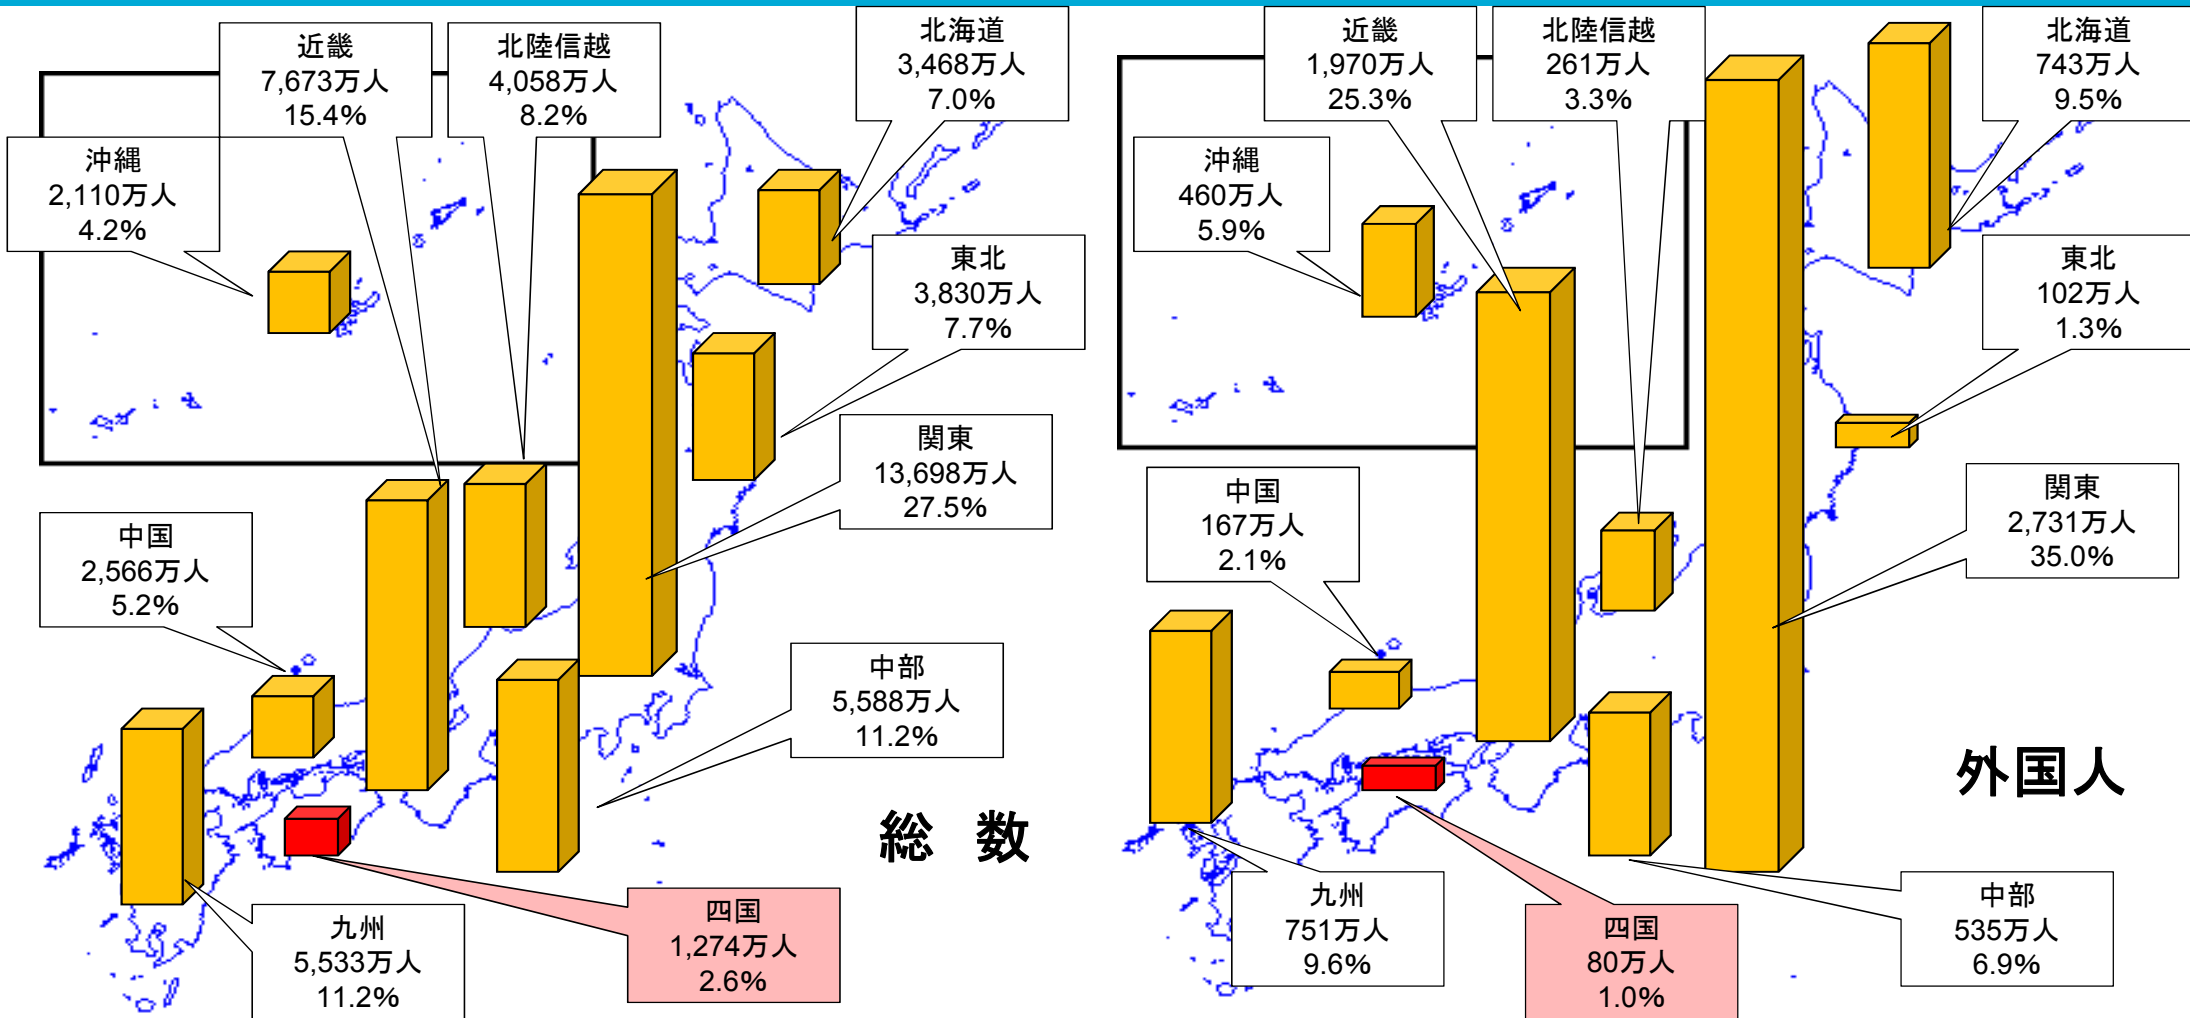 近畿
7,673万人
15.4%
北陸信越
4,058万人
8.2%
北海道
3,468万人
7.0%
沖縄
2,110万人
4.2%
東北
3,830万人
7.7%
関東
13,698万人
27.5%
中国
2,566万人
5.2%
中部
5,588万人
11.2%
総 数
四国
1,274万人
2.6%
九州
5,533万人
11.2%
近畿
1,970万人
25.3%
北陸信越
261万人
3.3%
北海道
743万人
9.5%
沖縄
460万人
5.9%
東北
102万人
1.3%
関東
2,731万人
35.0%
中国
167万人
2.1%
外国人
九州
751万人
9.6%
四国
80万人
1.0%
中部
535万人
6.9%